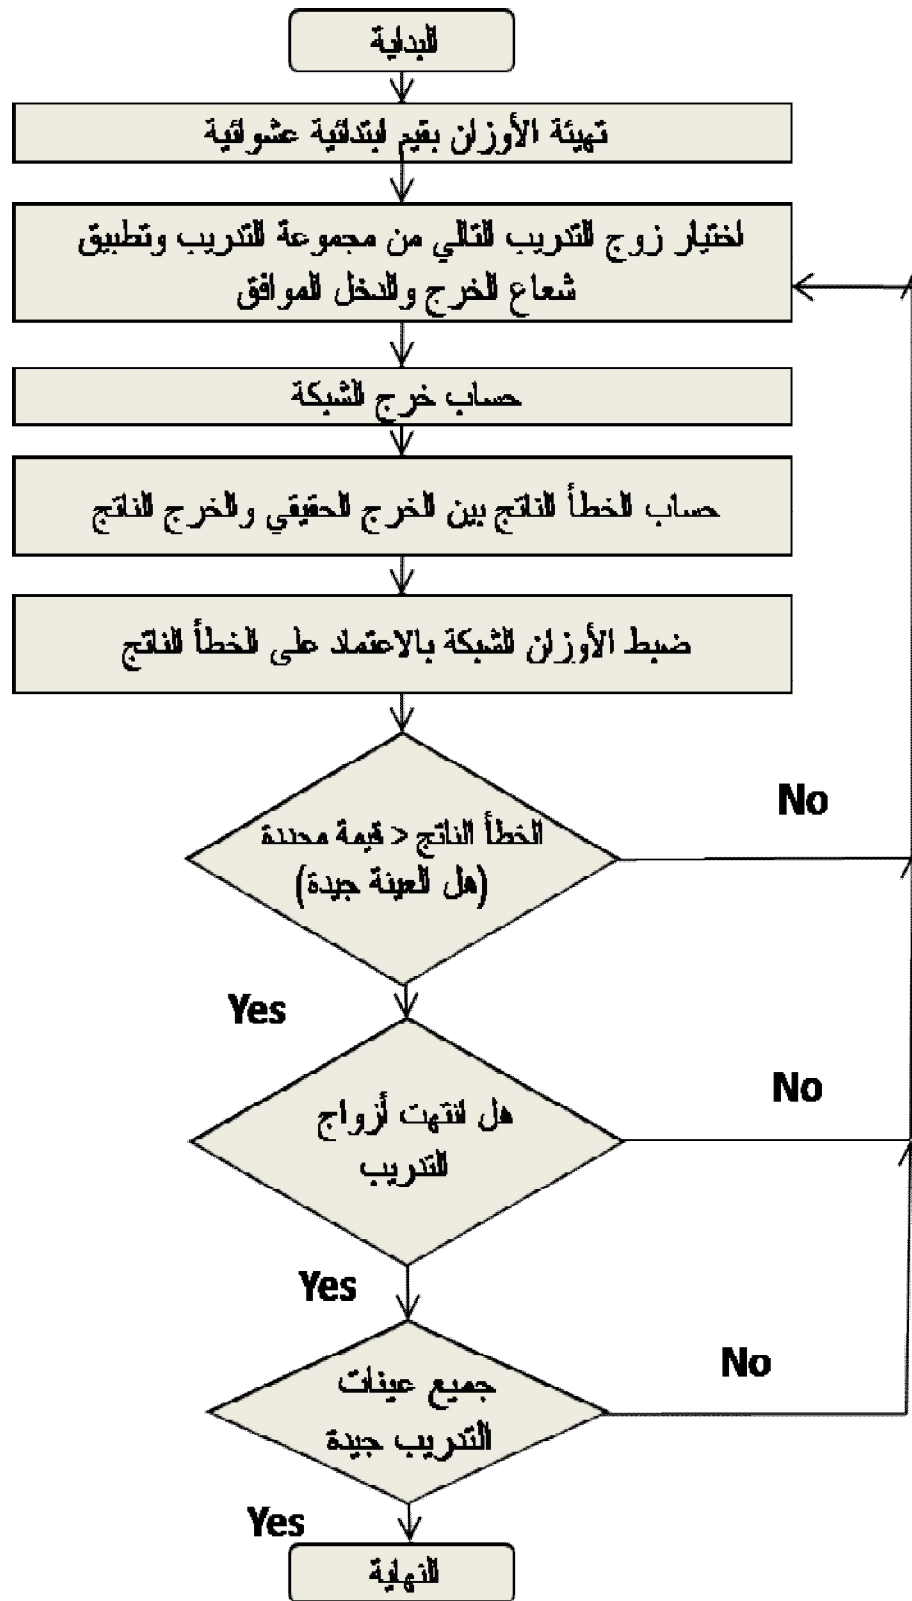 البداية
تهيئة الأوزان بقيم ابتدائية عشوائية
اختيار زوج التدريب التالي من مجموعة التدريب وتطبيق
شعاع الخرج والدخل الموافق
حساب خرج الشبكة
حساب الخطأ الناتج بين الخرج الحقيقي والخرج الناتج
ضبط الأوزان للشبكة بالاعتماد على الخطأ الناتج
الخطأ الناتج < قيمة محددة
(هل العينة جيدة)
No
Yes
هل انتهت أزواج
التدريب
No
Yes
جميع عينات
التدريب جيدة
No
Yes
النهاية